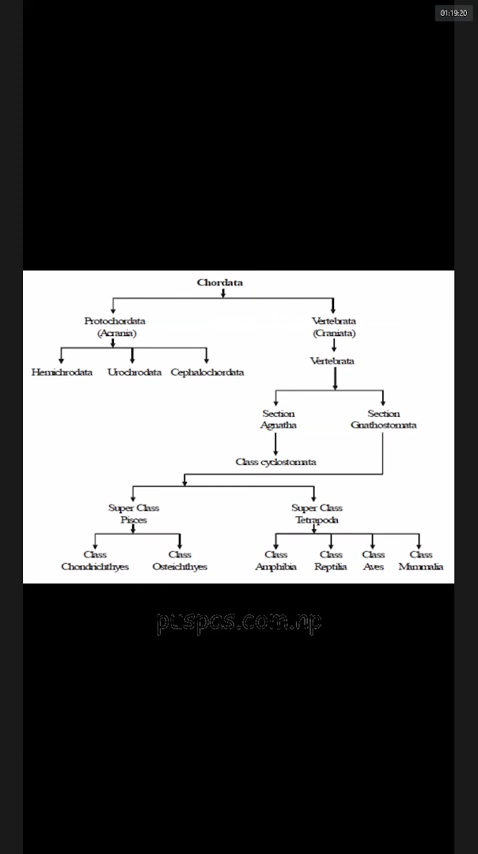 01:19:20
Chordata
Protochordata
(Acrania)
Vertebrata
(Craniata)
Hemichrodata
Urochrodata
Cephalochordata
Vertebrata
Section
Agnatha
Section
Gnathostomata
Class cyclostomata
Super Class
Pisces
Super Class
Tetrapoda
Class
Chondrichthyes
Class
Osteichthyes
Class
Amphibia
Class
Reptilia
Class
Aves
Class
Mammalia
puspas.com.np